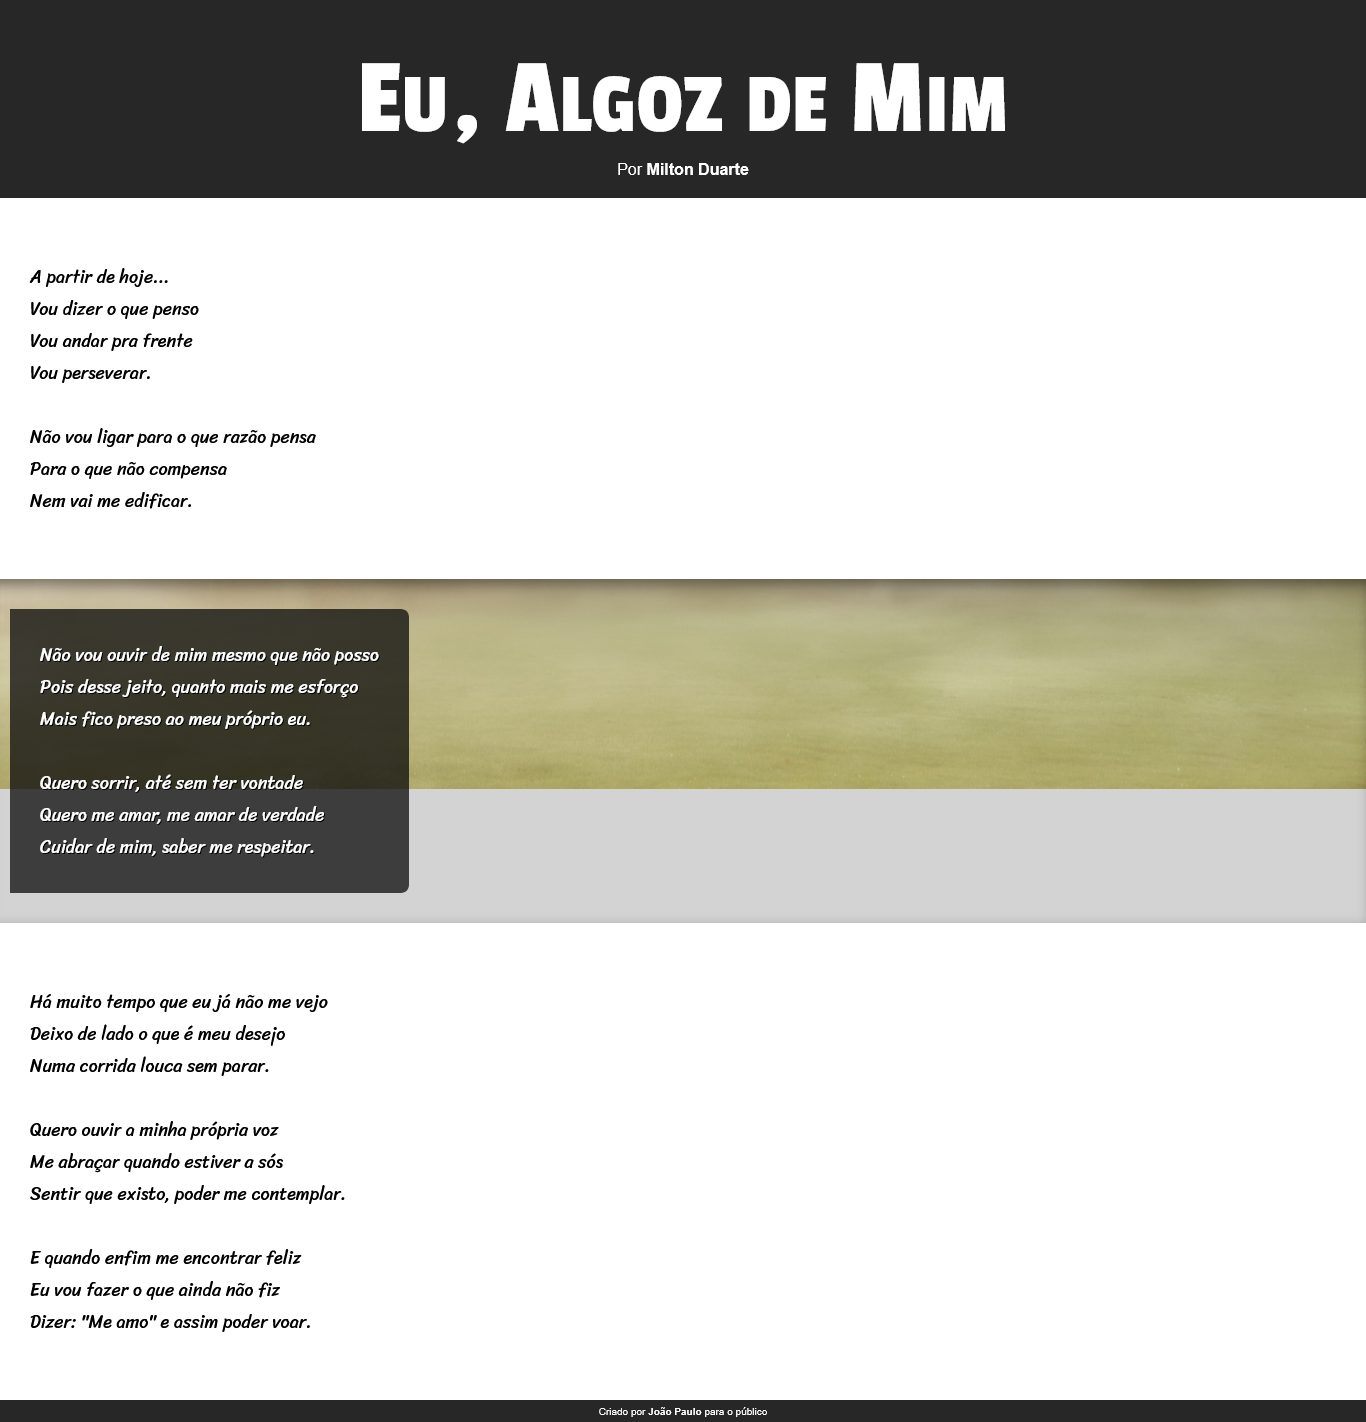 Eu, Algoz de Mim
Por Milton Duarte
A partir de hoje...
Vou dizer o que penso
Vou andar pra frente
Vou perseverar.
Não vou ligar para o que razão pensa
Para o que não compensa
Nem vai me edificar.
Não vou ouvir de mim mesmo que não posso
Pois desse jeito, quanto mais me esforço
Mais fico preso ao meu próprio eu.
Quero sorrir, até sem ter vontade
Quero me amar, me amar de verdade
Cuidar de mim, saber me respeitar.
Há muito tempo que eu já não me vejo
Deixo de lado o que é meu desejo
Numa corrida louca sem parar.
Quero ouvir a minha própria voz
Me abraçar quando estiver a sós
Sentir que existo, poder me contemplar.
E quando enfim me encontrar feliz
Eu vou fazer o que ainda não fiz
Dizer: "Me amo" e assim poder voar.
Criado por João Paulo para o público